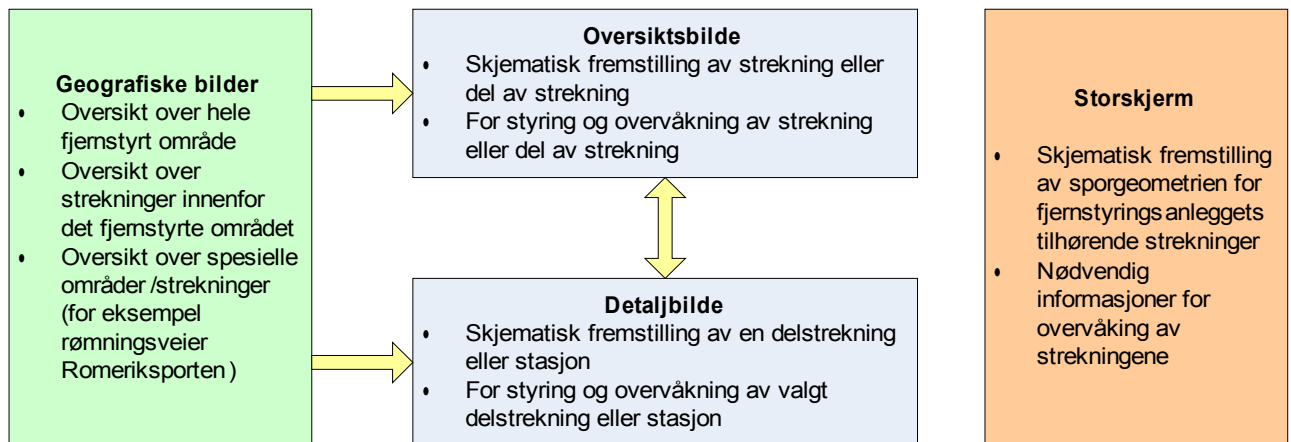 Geografiske bilder
• Oversikt over hele
fjernstyrt område
• Oversikt over
strekninger innenfor
det fjernstyrte området
• Oversikt over spesielle
områder /strekninger
(for eksempel
rømningsveier
Romeriksporten )
Oversiktsbilde
• Skjematisk fremstilling av strekning eller
del av strekning
• For styring og overvåkning av strekning
eller del av strekning
Detaljbilde
• Skjematisk fremstilling av en delstrekning
eller stasjon
• For styring og overvåkning av valgt
delstrekning eller stasjon
Storskjerm
• Skjematisk fremstilling
av sporgeometrien for
fjernstyringsanleggets
tilhørende strekninger
• Nødvendig
informasjoner for
overvåking av
strekningene